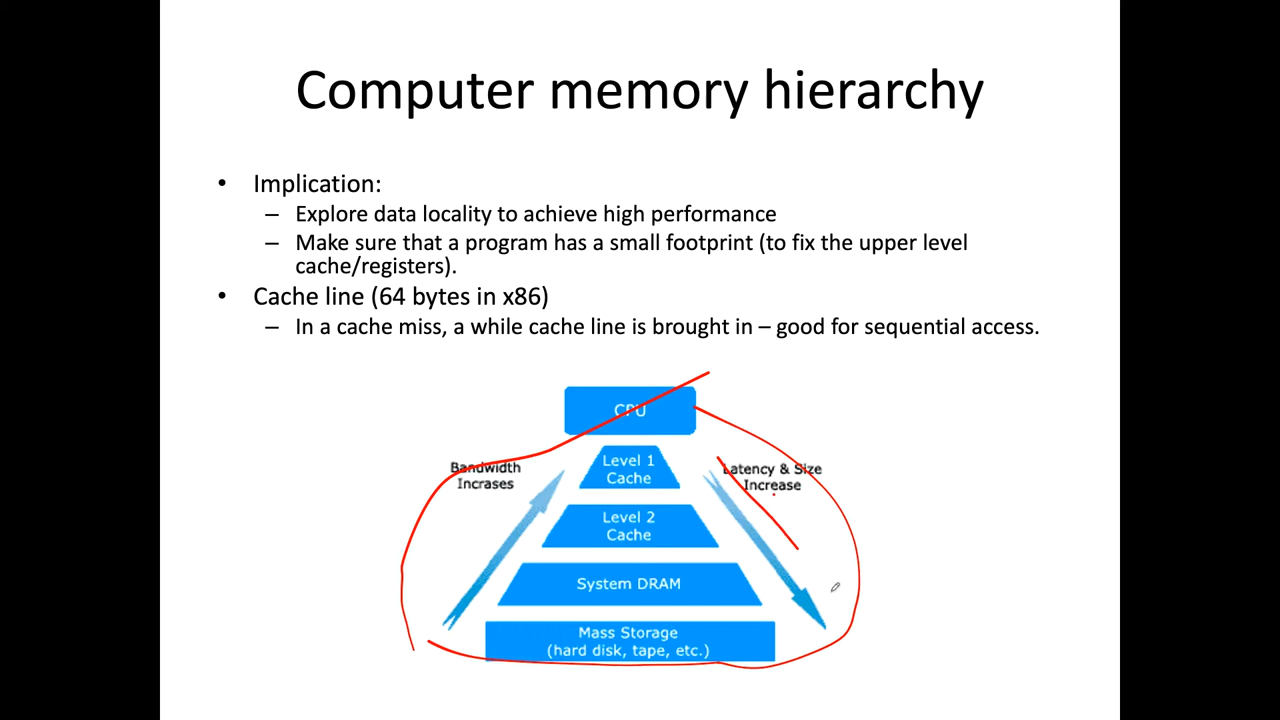 Computer memory hierarchy
• Implication:
– Explore data locality to achieve high performance
– Make sure that a program has a small footprint (to fix the upper level
cache/registers).
• Cache line (64 bytes in x86)
– In a cache miss, a while cache line is brought in – good for sequential access.
CPU
Bandwidth
Incrases
Level 1
Cache
Latency & Size
Increase
Level 2
Cache
System DRAM
Mass Storage
(hard disk, tape, etc.)